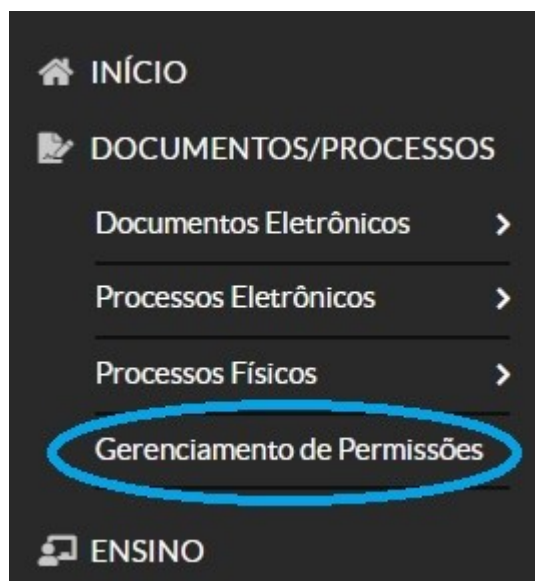 INÍCIO
DOCUMENTOS/PROCESSOS
Documentos Eletrônicos
Processos Eletrônicos
Processos Físicos
Gerenciamento de Permissões
ENSINO